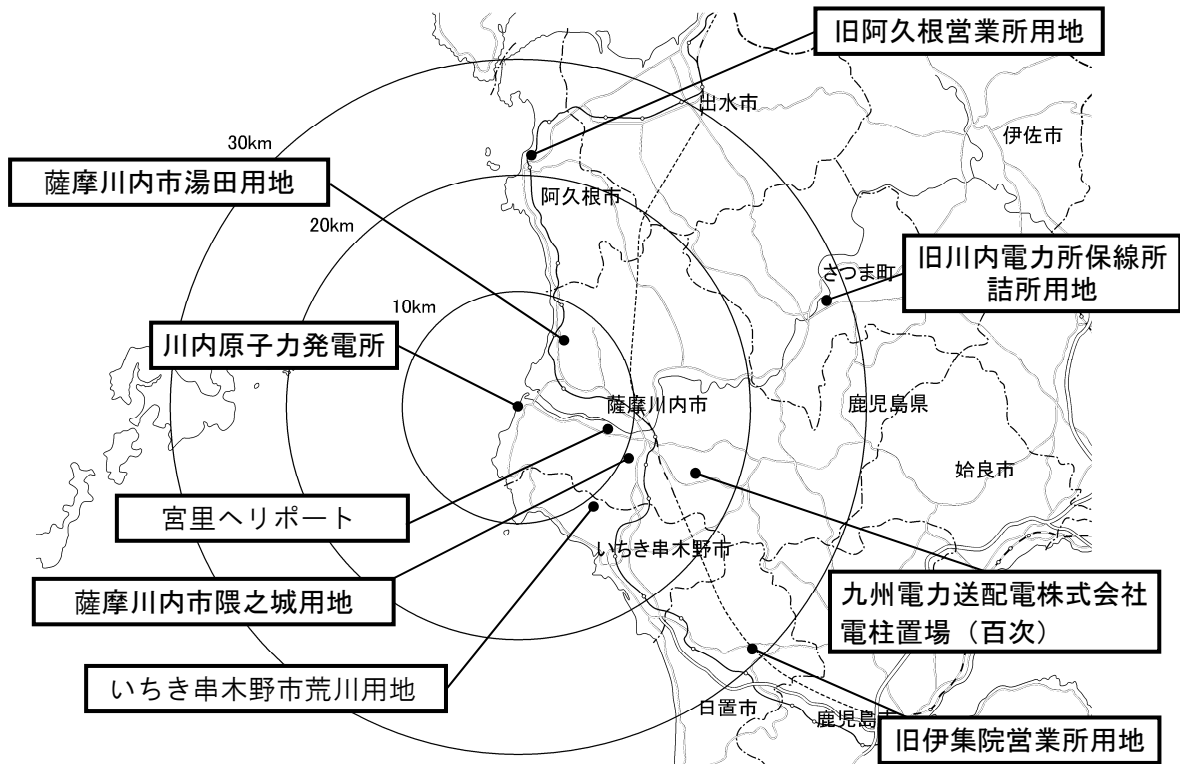 旧阿久根営業所用地
出水市
伊佐市
30km
薩摩川内市湯田用地
阿久根市
20km
さつま町
旧川内電力所保線所
詰所用地
10km
川内原子力発電所
薩摩川内市
鹿児島県
姶良市
宮里ヘリポート
いちき串木野市
薩摩川内市隈之城用地
九州電力送配電株式会社
電柱置場（百次）
いちき串木野市荒川用地
日置市
鹿児島市
旧伊集院営業所用地